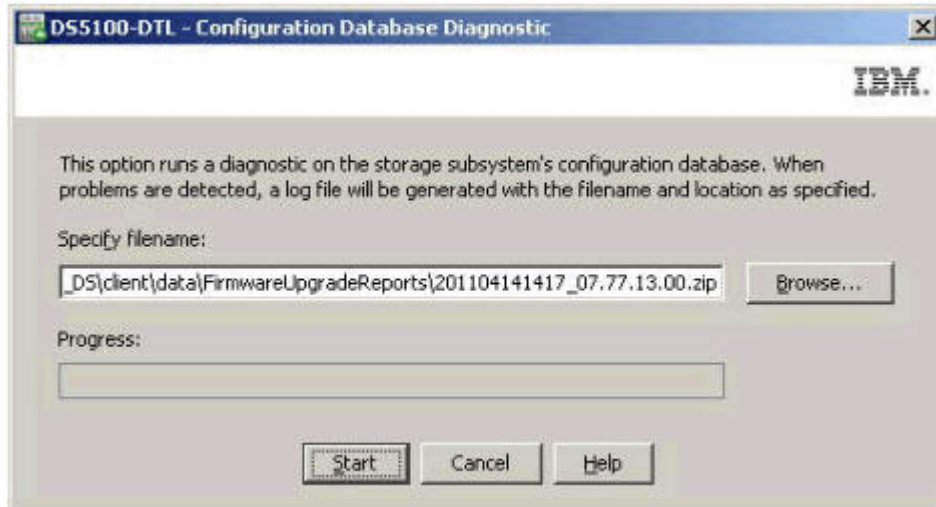 DS5100-DTL - Configuration Database Diagnostic
IBM.
This option runs a diagnostic on the storage subsystem's configuration database. When
problems are detected, a log file will be generated with the filename and location as specified.
Specify filename:
_DS\client\data\FirmwareUpgradeReports\201104141417_07.77.13.00.zip
Browse...
Progress:
Start
Cancel
Help